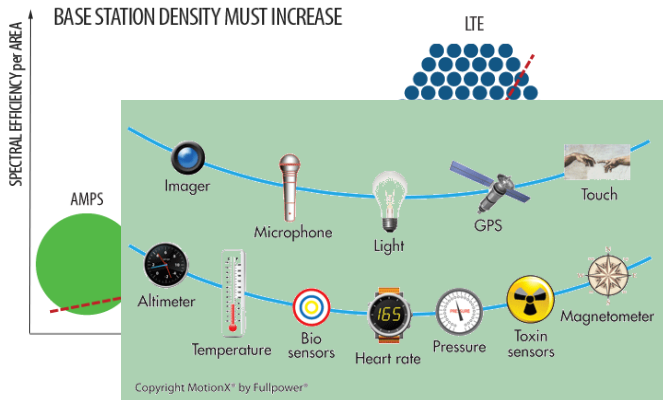 BASE STATION DENSITY MUST INCREASE
LTE
SPECTRAL EFFICIENCY per AREA
AMPS
Imager
Microphone
Light
GPS
Touch
Altimeter
Temperature
Bio
sensors
165
Heart rate
PRESSURE
Pressure
Toxin
sensors
Magnetometer
Copyright MotionX® by Fullpower®